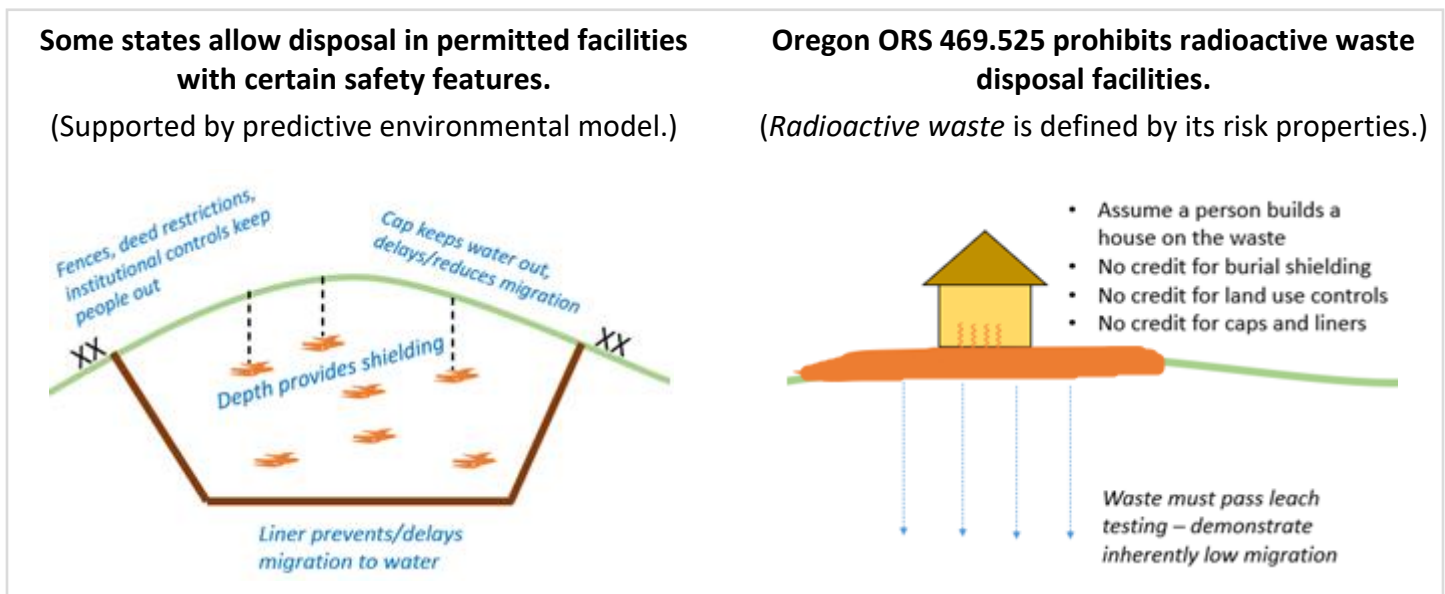 Some states allow disposal in permitted facilities
with certain safety features.
(Supported by predictive environmental model.)
Fences, deed restrictions,
institutional controls keep
people out
Cap keeps water out,
delays/reduces migration
XX
XX
Depth provides shielding
Liner prevents/delays
migration to water
Oregon ORS 469.525 prohibits radioactive waste
disposal facilities.
(Radioactive waste is defined by its risk properties.)
• Assume a person builds a
house on the waste
• No credit for burial shielding
• No credit for land use controls
• No credit for caps and liners
Waste must pass leach
testing – demonstrate
inherently low migration